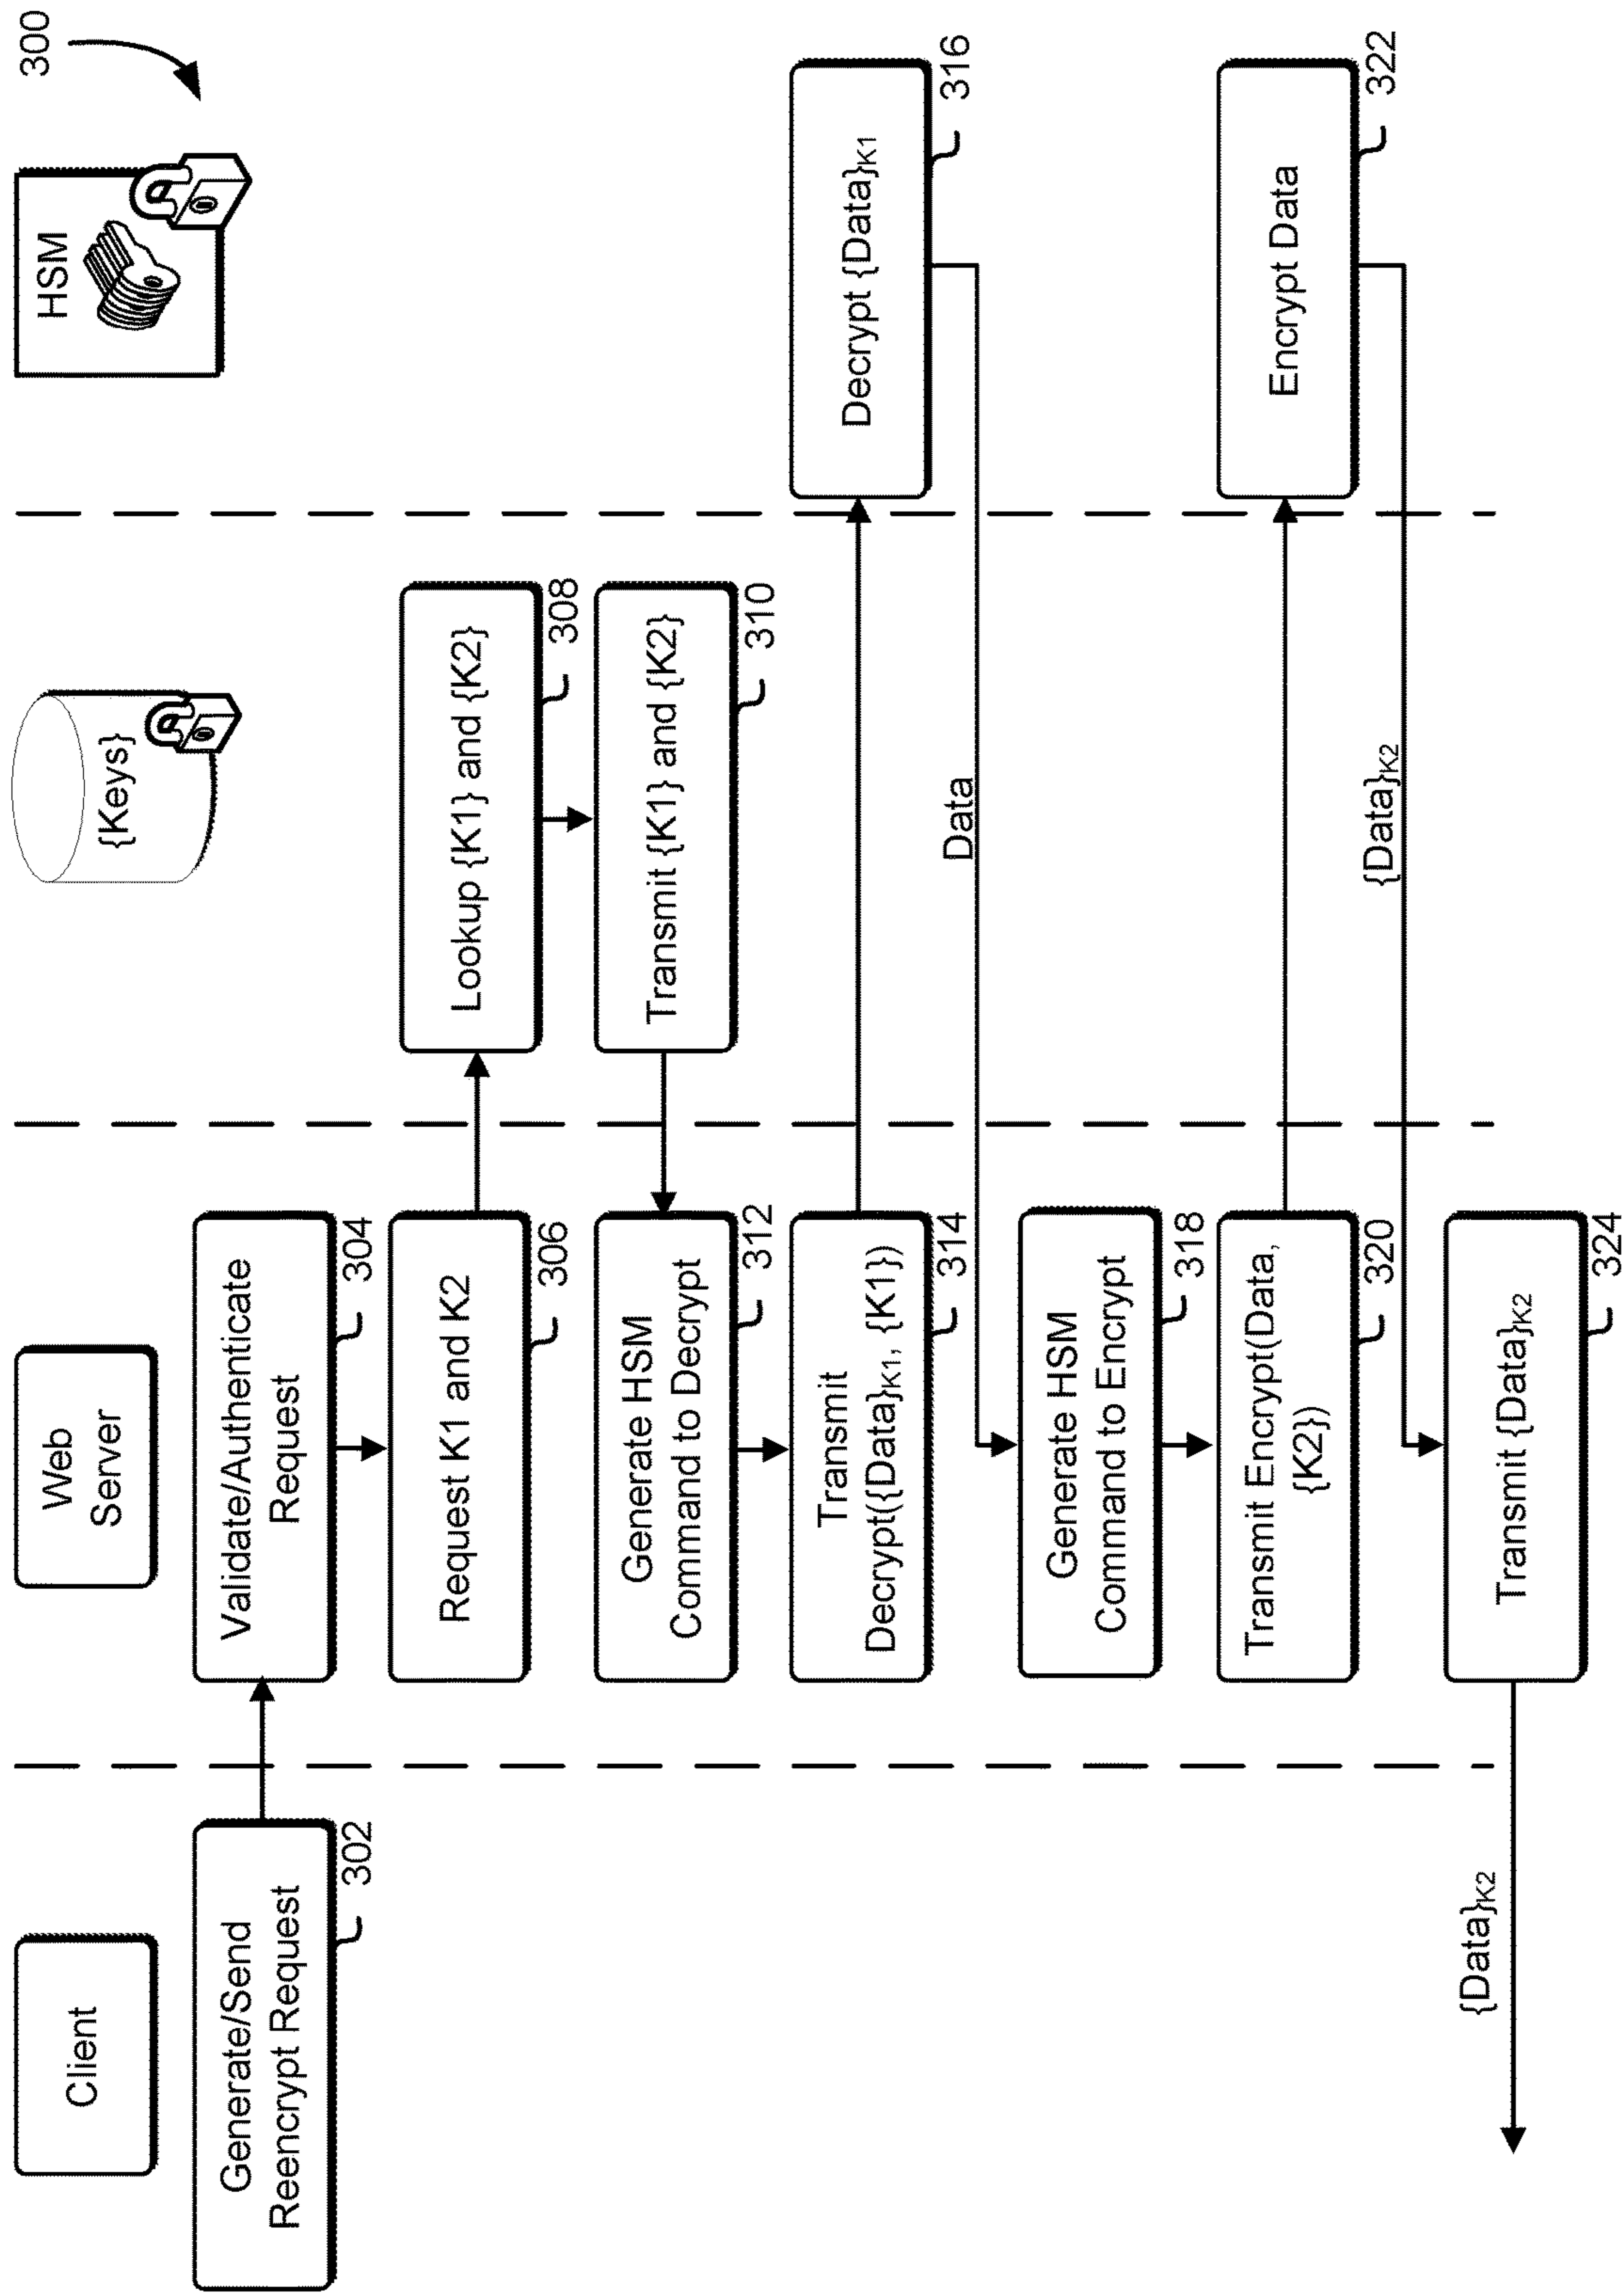 300
Client
Web
Server
{Keys}
HSM
Generate/Send
Reencrypt Request
302
Validate/Authenticate
Request
304
Request K1 and K2
306
Lookup {K1} and {K2}
308
Transmit {K1} and {K2}
310
Generate HSM
Command to Decrypt
312
Transmit
Decrypt({Data}K1, {K1})
314
Decrypt {Data}K1
316
Data
Generate HSM
Command to Encrypt
318
Transmit Encrypt(Data,
{K2})
320
Encrypt Data
322
{Data}K2
Transmit {Data}K2
324
{Data}K2